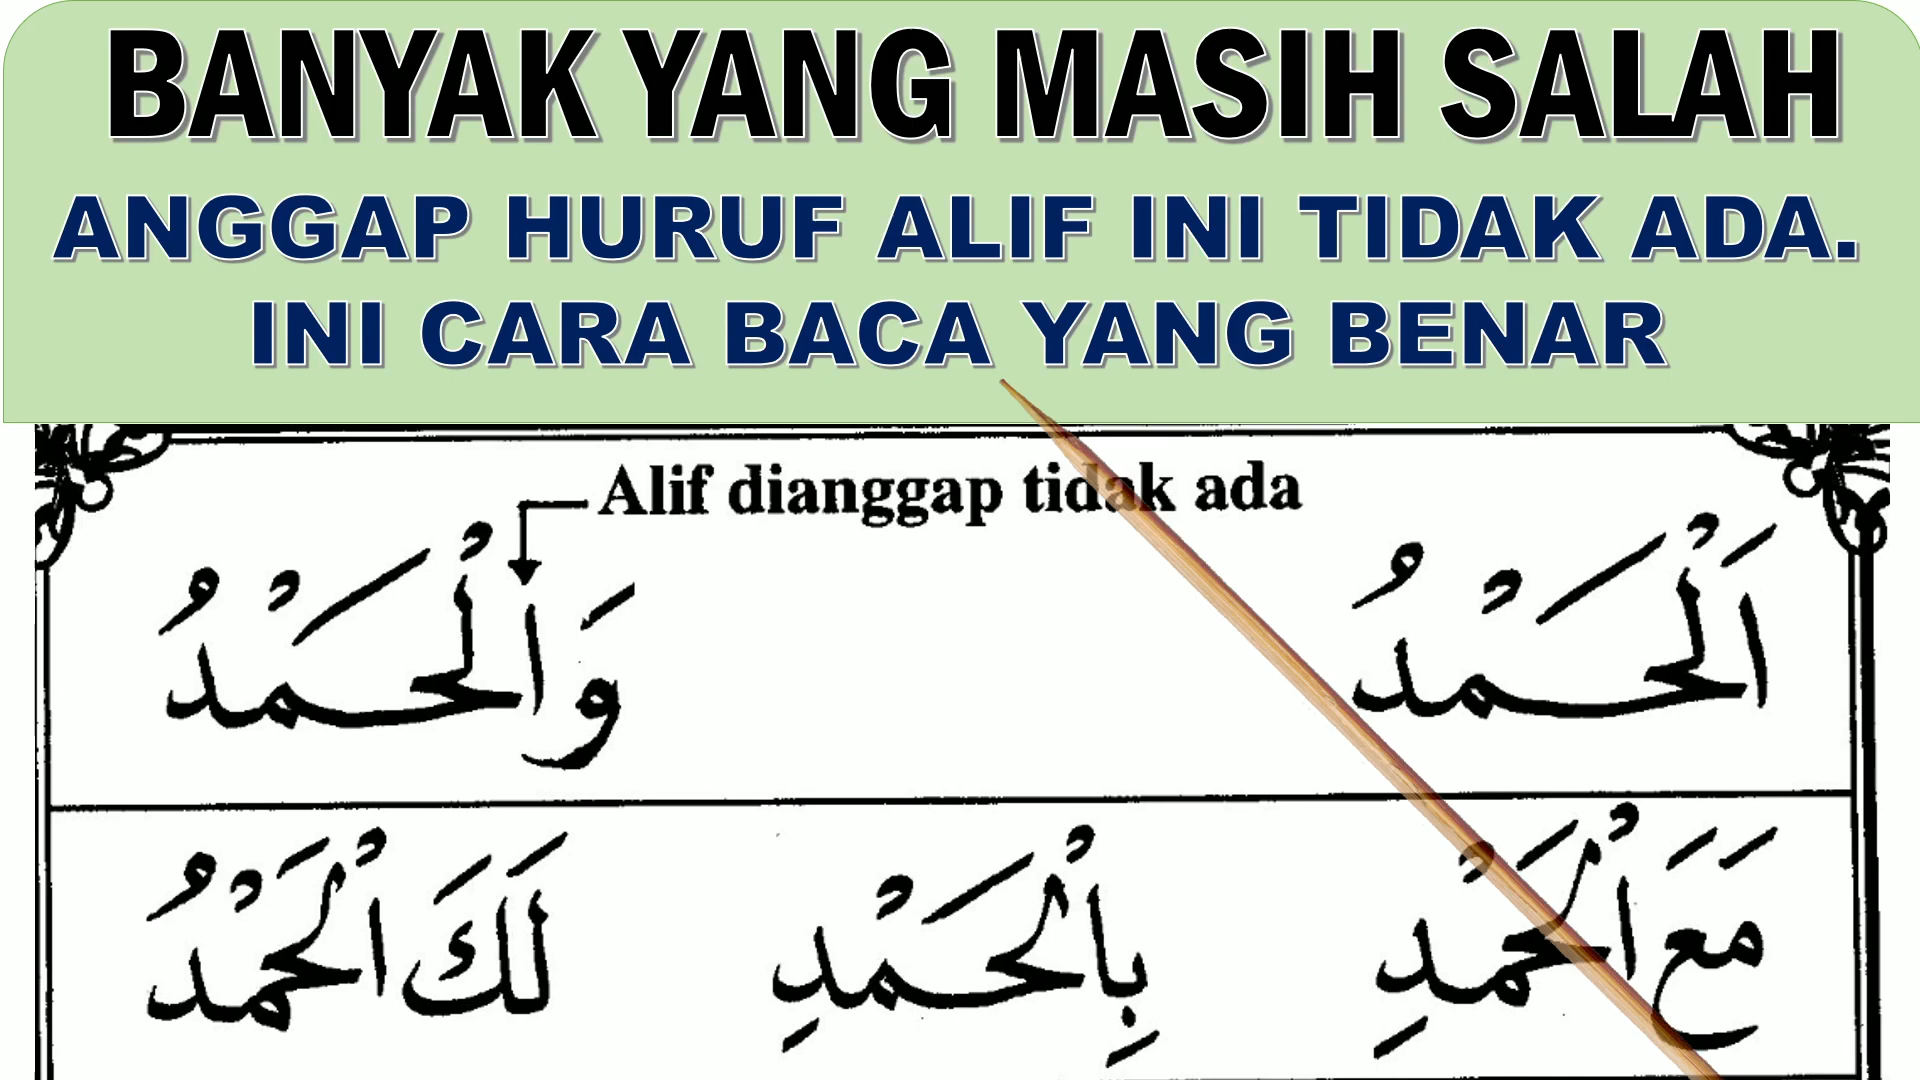 BANYAK YANG MASIH SALAH
ANGGAP HURUF ALIF INI TIDAK ADA.
INI CARA BACA YANG BENAR
Alif dianggap tidak ada
اَلْحَمْدُ وَالْحَمْدُ
مَعَ الْحَمْدِ بِالْحَمْدِ لَكَ الْحَمْدُ